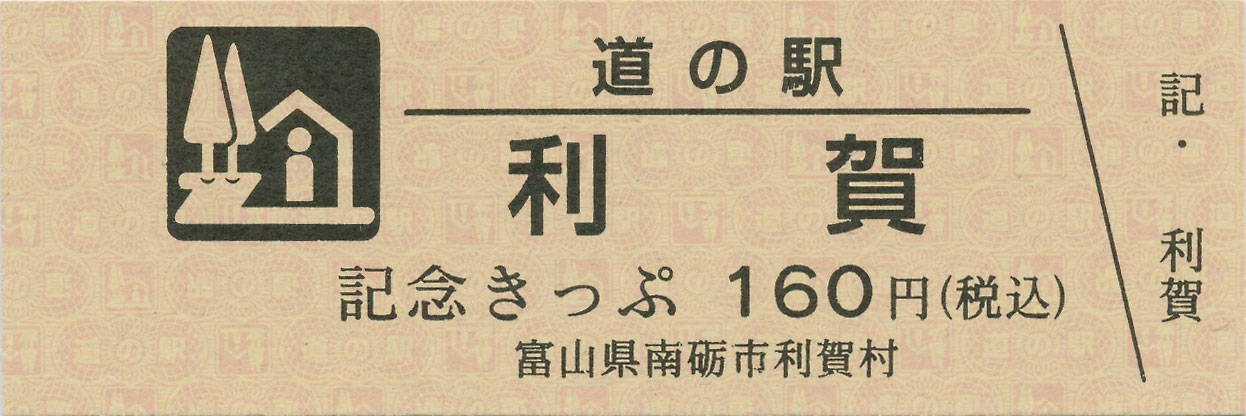 道の駅
利賀
記念きっぷ 160円(税込)
富山県南砺市利賀村
記・利賀